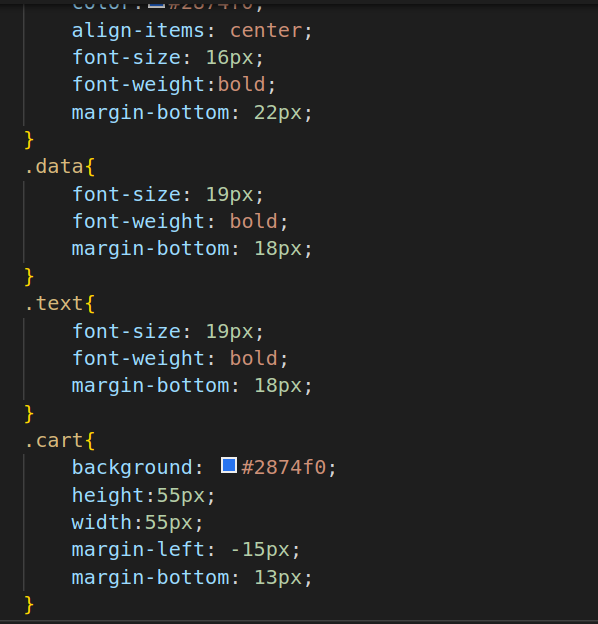 color: #2874f0;
align-items: center;
font-size: 16px;
font-weight:bold;
margin-bottom: 22px;
}
.data{
font-size: 19px;
font-weight: bold;
margin-bottom: 18px;
}
.text{
font-size: 19px;
font-weight: bold;
margin-bottom: 18px;
}
.cart{
background: #2874f0;
height:55px;
width:55px;
margin-left: -15px;
margin-bottom: 13px;
}